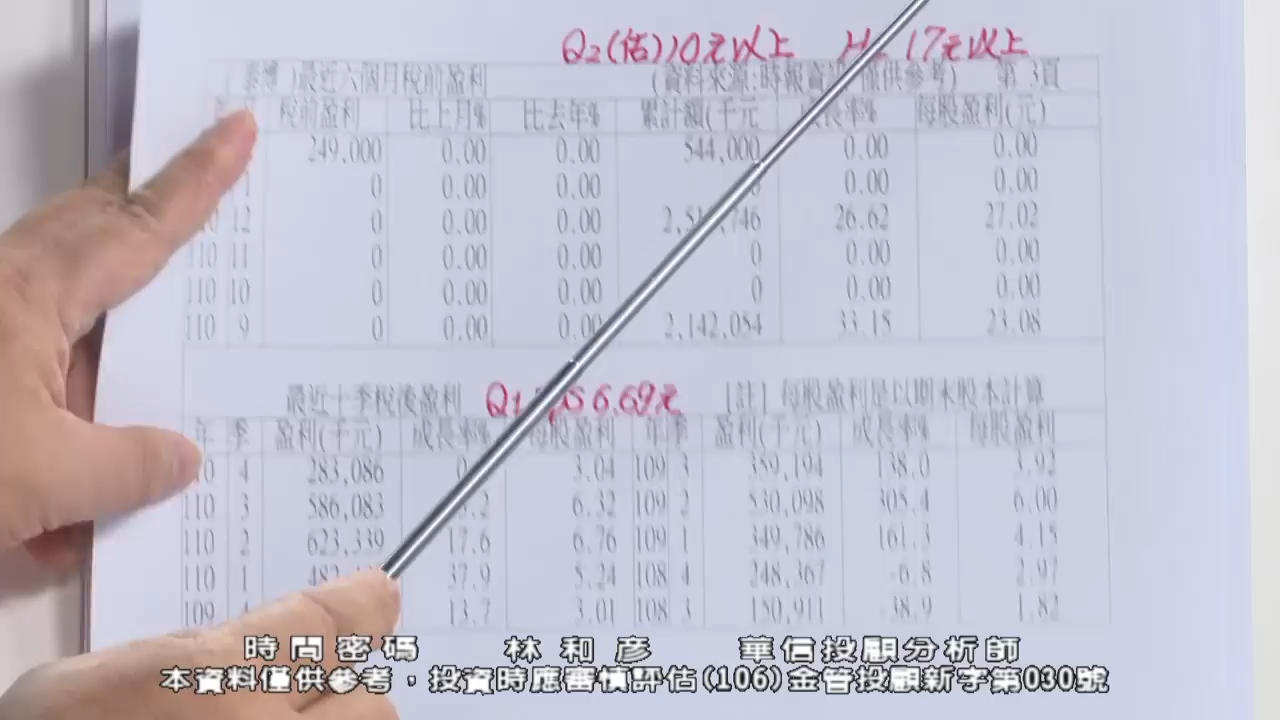 Q2(估)10元以上 H 17元以上
(泰博)最近六個月稅前盈利 (資料來源:時報資 僅供參考) 第 3頁
稅前盈利 比上月% 比去年% 累計額(千元 成長率% 每股盈利(元)
249,000 0.00 0.00 544,000 0.00 0.00
1 0 0.00 0.00 0.00 0.00
12 0 0.00 0.00 26.62 27.02
110 11 0 0.00 0.00 0 0.00 0.00
110 10 0 0.00 0.00 0 0.00 0.00
110 9 0 0.00 0.00 2,142,054 33.15 23.08
最近十季稅後盈利 Q1 6.69元 [註] 每股盈利是以期末股本計算
年 季 盈利(千元) 成長率% 每股盈利 年季 盈利(千元) 成長率% 每股盈利
4 283,086 3.04 109 3 359,194 138.0 3.92
110 3 586,083 6.32 109 2 530,098 305.4 6.00
110 2 623,339 17.6 6.76 109 1 349,786 161.3 4.15
110 1 37.9 5.24 108 4 248,367 -6.8 2.97
109 13.7 3.01 108 3 150,911 -38.9 1.82
時間密碼 林和彥 華信投顧分析師
本資料僅供參考，投資時應審慎評估(106)金管投顧新字第030號